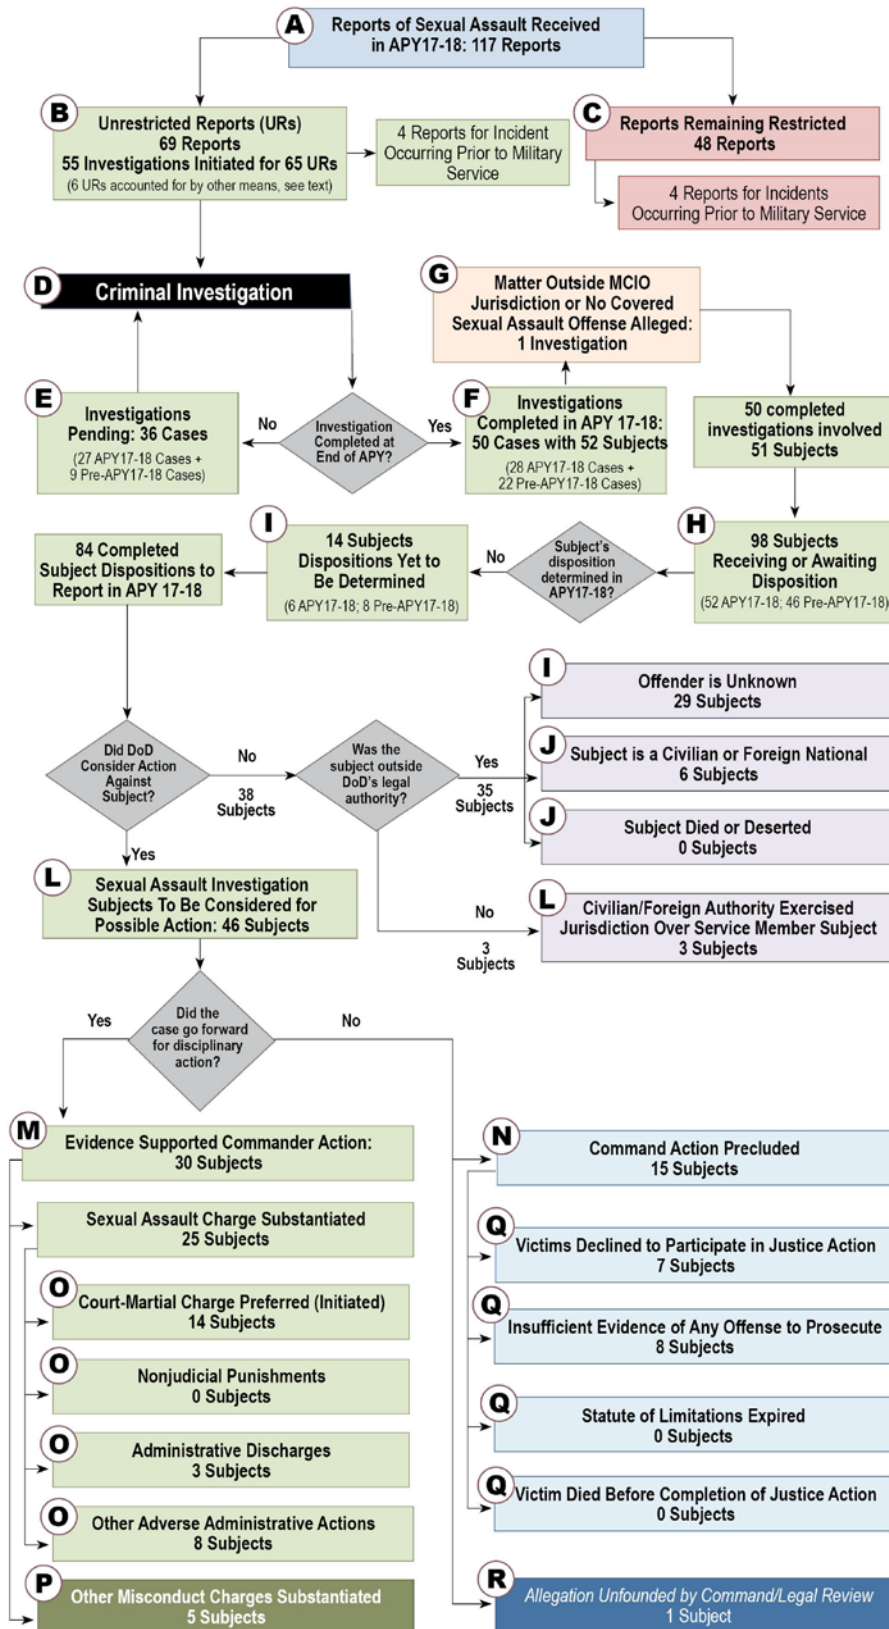 A
Reports of Sexual Assault Received
in APY17-18: 117 Reports
B
Unrestricted Reports (URs)
69 Reports
55 Investigations Initiated for 65 URs
(6 URs accounted for by other means, see text)
4 Reports for Incident
Occurring Prior to Military
Service
C
Reports Remaining Restricted
48 Reports
4 Reports for Incidents
Occurring Prior to Military Service
D
Criminal Investigation
G
Matter Outside MCIO
Jurisdiction or No Covered
Sexual Assault Offense Alleged:
1 Investigation
E
Investigations
Pending: 36 Cases
(27 APY17-18 Cases +
9 Pre-APY17-18 Cases)
No
Investigation
Completed at
End of APY?
Yes
F
Investigations
Completed in APY 17-18:
50 Cases with 52 Subjects
(28 APY17-18 Cases +
22 Pre-APY17-18 Cases)
50 completed
investigations involved
51 Subjects
84 Completed
Subject Dispositions to
Report in APY 17-18
I
14 Subjects
Dispositions Yet to
Be Determined
(6 APY17-18; 8 Pre-APY17-18)
No
Subject's
disposition
determined in
APY17-18?
H
98 Subjects
Receiving or Awaiting
Disposition
(52 APY17-18; 46 Pre-APY17-18)
Did DoD
Consider Action
Against
Subject?
No
38
Subjects
Was the
subject outside
DoD's legal
authority?
Yes
35
Subjects
I
Offender is Unknown
29 Subjects
J
Subject is a Civilian or Foreign National
6 Subjects
J
Subject Died or Deserted
0 Subjects
Yes
L
Sexual Assault Investigation
Subjects To Be Considered for
Possible Action: 46 Subjects
No
3
Subjects
L
Civilian/Foreign Authority Exercised
Jurisdiction Over Service Member Subject
3 Subjects
Yes
Did the
case go forward
for disciplinary
action?
No
M
Evidence Supported Commander Action:
30 Subjects
N
Command Action Precluded
15 Subjects
Sexual Assault Charge Substantiated
25 Subjects
Q
Victims Declined to Participate in Justice Action
7 Subjects
O
Court-Martial Charge Preferred (Initiated)
14 Subjects
Q
Insufficient Evidence of Any Offense to Prosecute
8 Subjects
O
Nonjudicial Punishments
0 Subjects
Q
Statute of Limitations Expired
0 Subjects
O
Administrative Discharges
3 Subjects
Q
Victim Died Before Completion of Justice Action
0 Subjects
O
Other Adverse Administrative Actions
8 Subjects
P
Other Misconduct Charges Substantiated
5 Subjects
R
Allegation Unfounded by Command/Legal Review
1 Subject